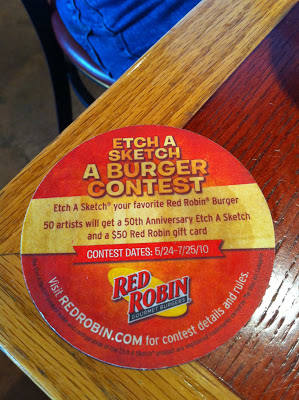 ETCH A
SKETCH
A BURGER
CONTEST
Etch A Sketch® your favorite Red Robin® Burger
50 artists will get a 50th Anniversary Etch A Sketch
and a $50 Red Robin gift card
CONTEST DATES: 5/24-7/25/10
RED
ROBIN
GOURMET BURGERS
Visit REDROBIN.COM for contest details and rules.